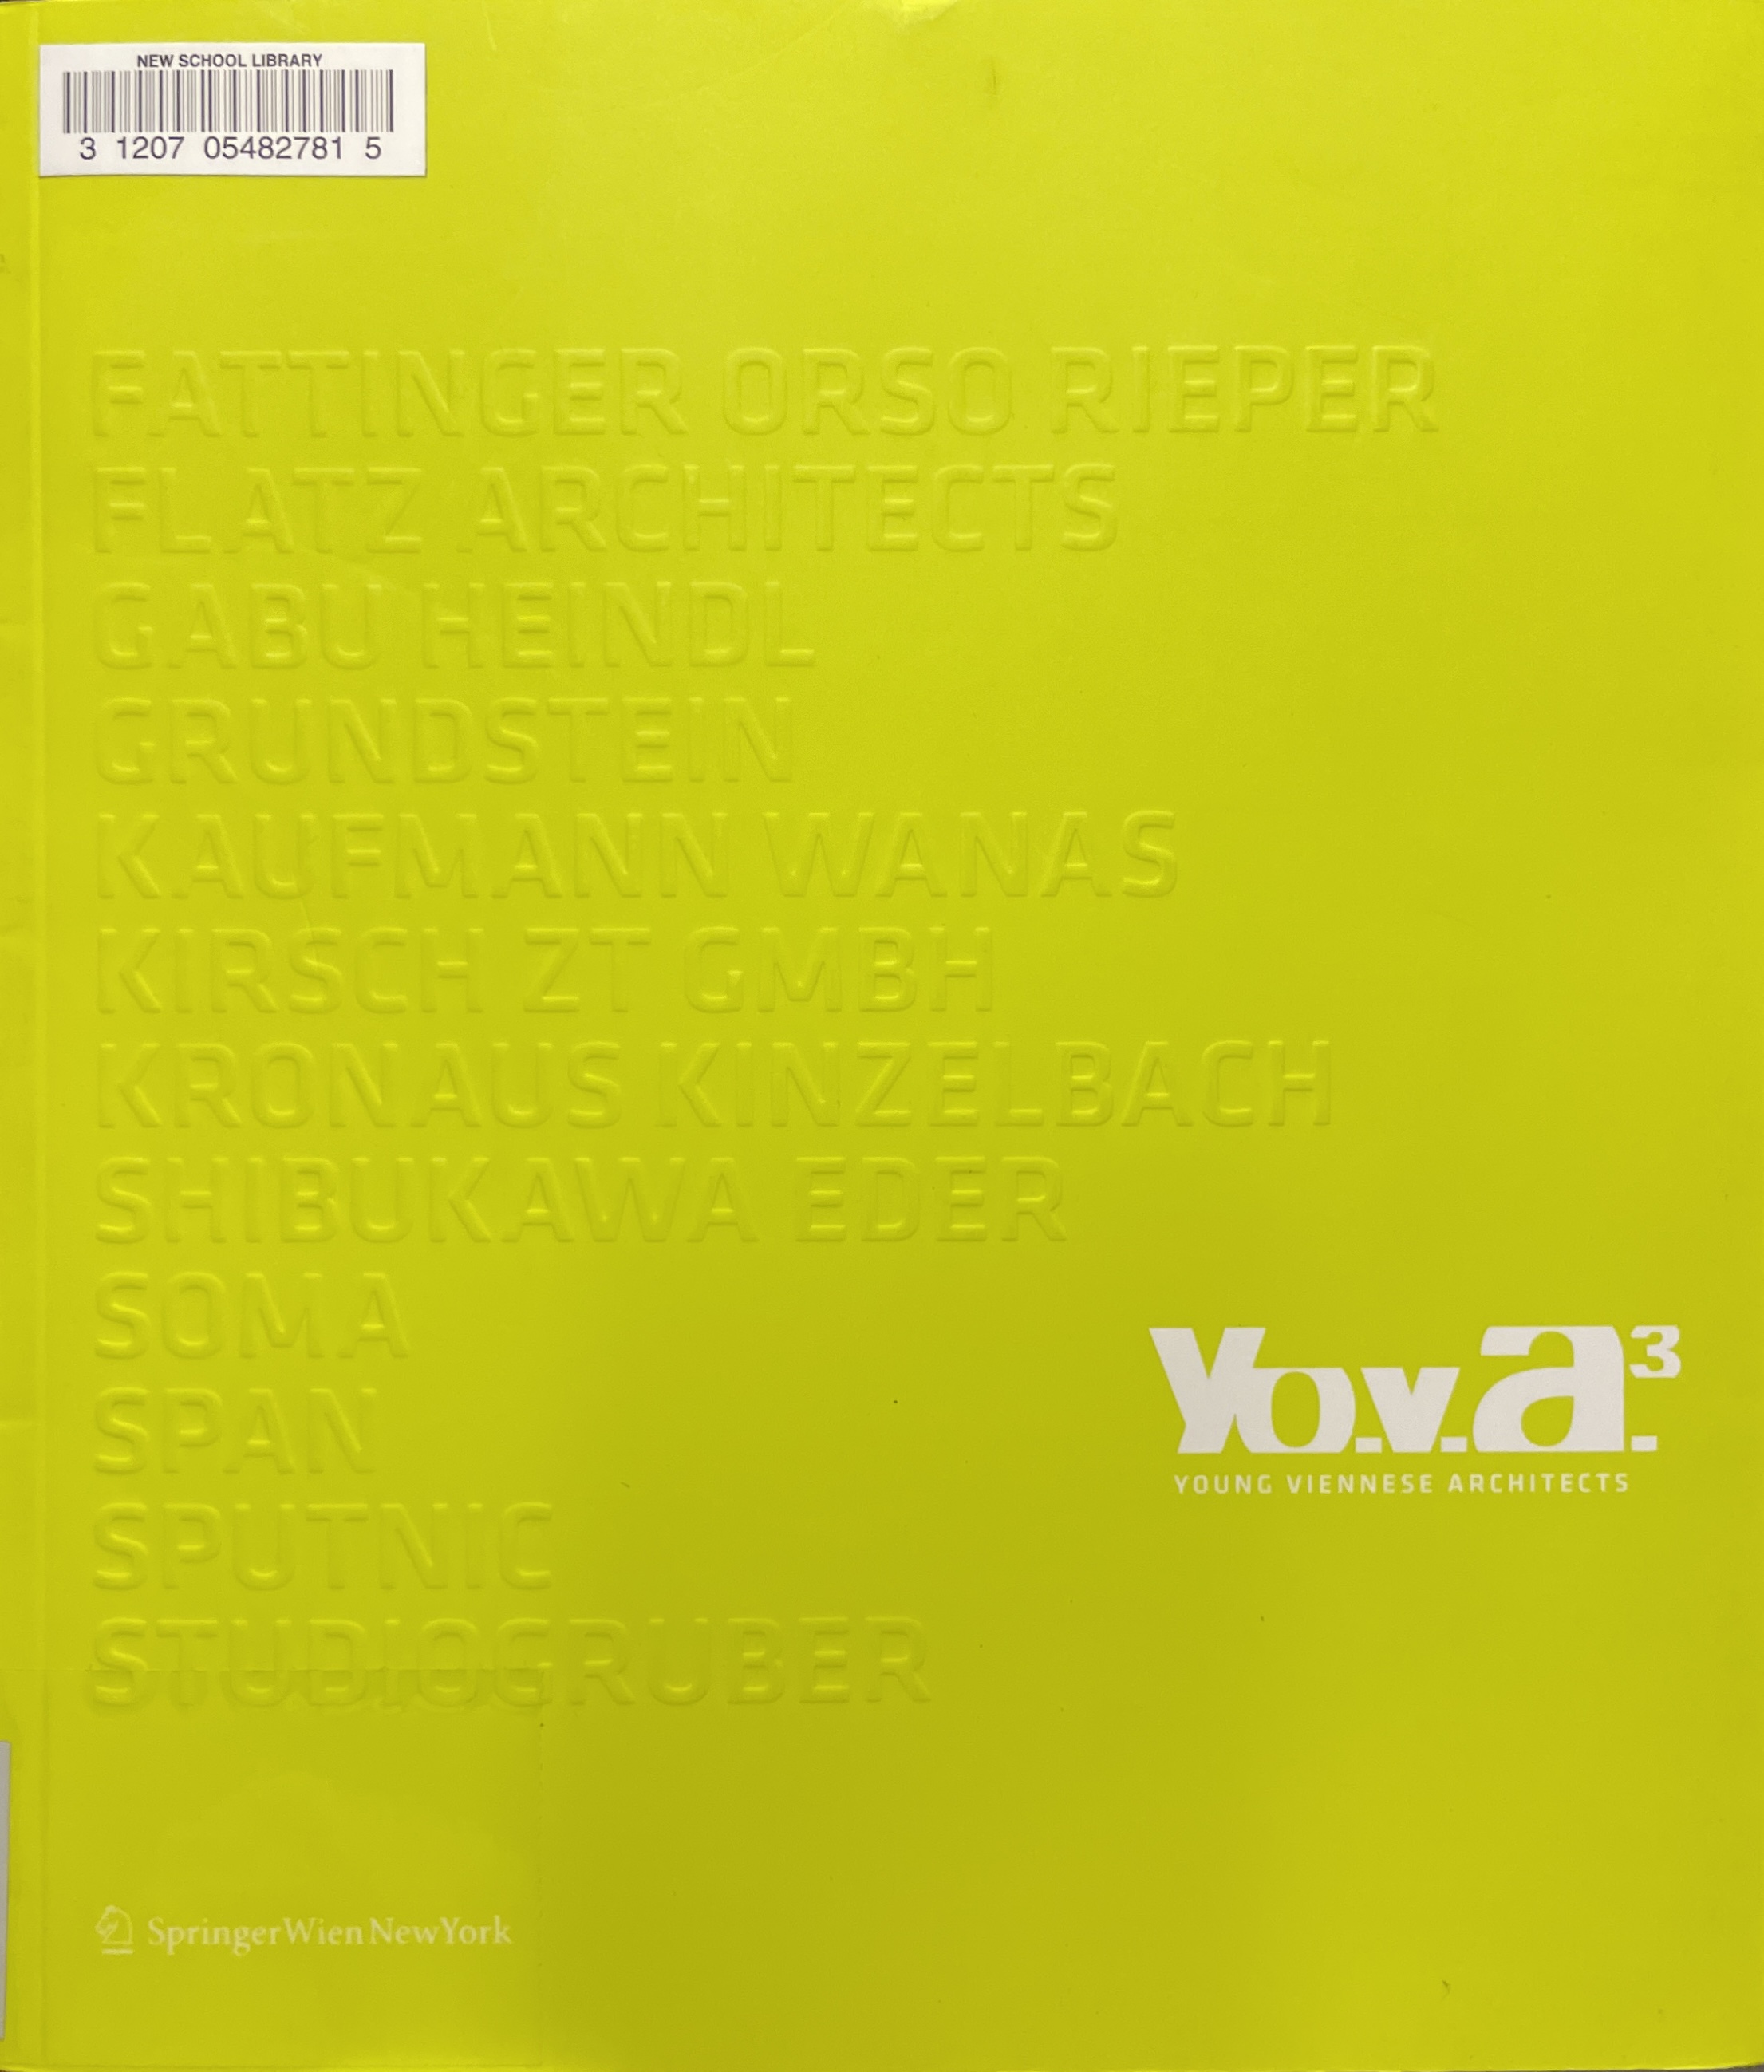 NEW SCHOOL LIBRARY
3 1207 05482781 5
FATTINGER ORSO RIEPER
FLATZ ARCHITECTS
GABU HEINDL
GRUNDSTEIN
KAUFMANN WANAS
KIRSCH ZT GMBH
KRONAUS KINZELBACH
SHIBUKAWA EDER
SOMA
SPAN
SPUTNIC
STUDIOGRUBER
Yo.v.a.³
YOUNG VIENNESE ARCHITECTS
SpringerWienNewYork